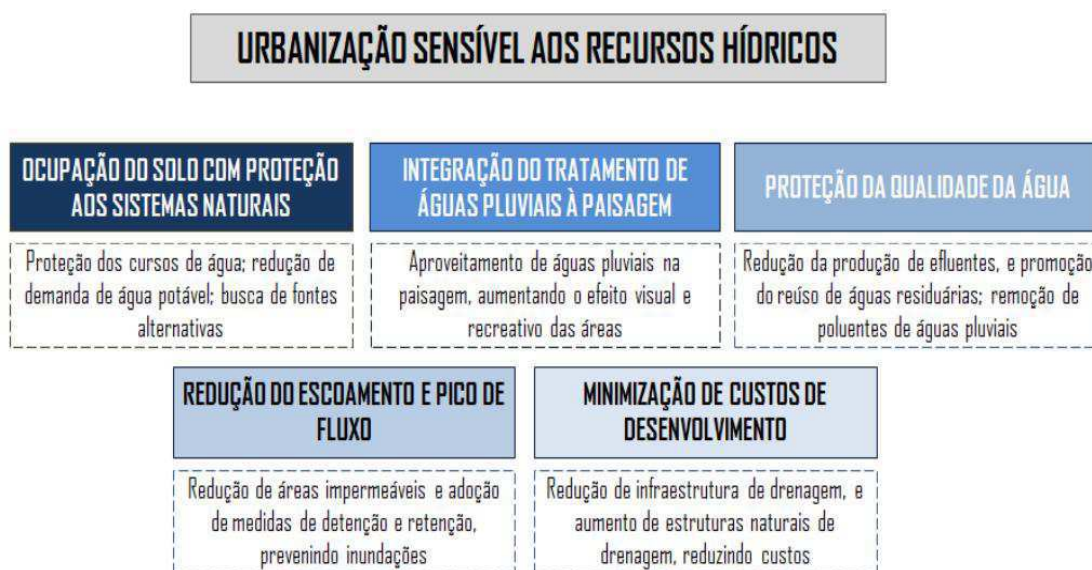 URBANIZAÇÃO SENSÍVEL AOS RECURSOS HÍDRICOS
OCUPAÇÃO DO SOLO COM PROTEÇÃO
AOS SISTEMAS NATURAIS
Proteção dos cursos de água; redução de
demanda de água potável; busca de fontes
alternativas
INTEGRAÇÃO DO TRATAMENTO DE
ÁGUAS PLUVIAIS À PAISAGEM
Aproveitamento de águas pluviais na
paisagem, aumentando o efeito visual e
recreativo das áreas
PROTEÇÃO DA QUALIDADE DA ÁGUA
Redução da produção de efluentes, e promoção
do reúso de águas residuárias; remoção de
poluentes de águas pluviais
REDUÇÃO DO ESCOAMENTO E PICO DE
FLUXO
Redução de áreas impermeáveis e adoção
de medidas de detenção e retenção,
prevenindo inundações
MINIMIZAÇÃO DE CUSTOS DE
DESENVOLVIMENTO
Redução de infraestrutura de drenagem, e
aumento de estruturas naturais de
drenagem, reduzindo custos